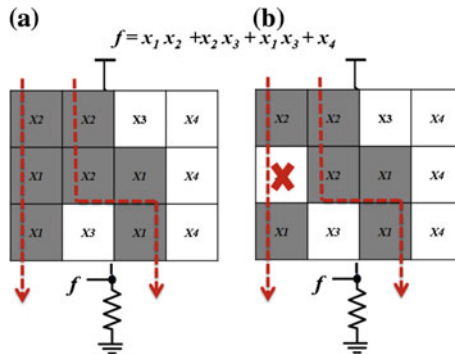 (a) (b)
f = x₁ x₂ + x₂ x₃ + x₁ x₃ + x₄
X2 X2 X3 X4 X2 X2 X3 X4
X1 X2 X1 X4 X2 X1 X4
X1 X3 X1 X4 X1 X3 X1 X4
f f